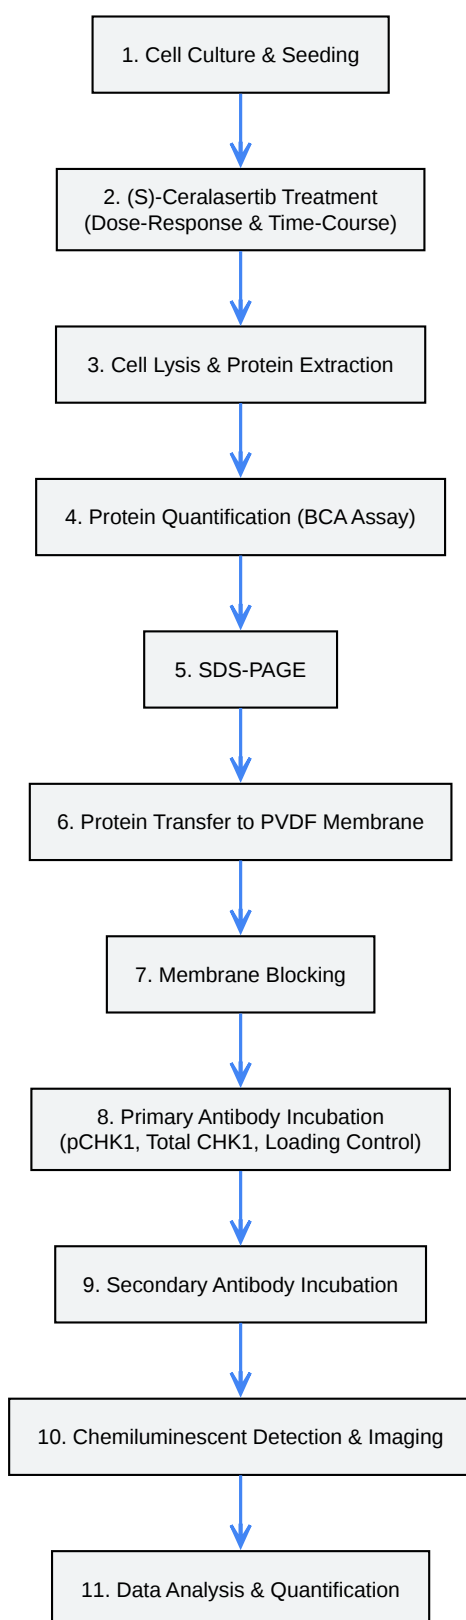 1. Cell Culture & Seeding
2. (S)-Ceralasertib Treatment
(Dose-Response & Time-Course)
3. Cell Lysis & Protein Extraction
4. Protein Quantification (BCA Assay)
5. SDS-PAGE
6. Protein Transfer to PVDF Membrane
7. Membrane Blocking
8. Primary Antibody Incubation
(pCHK1, Total CHK1, Loading Control)
9. Secondary Antibody Incubation
10. Chemiluminescent Detection & Imaging
11. Data Analysis & Quantification